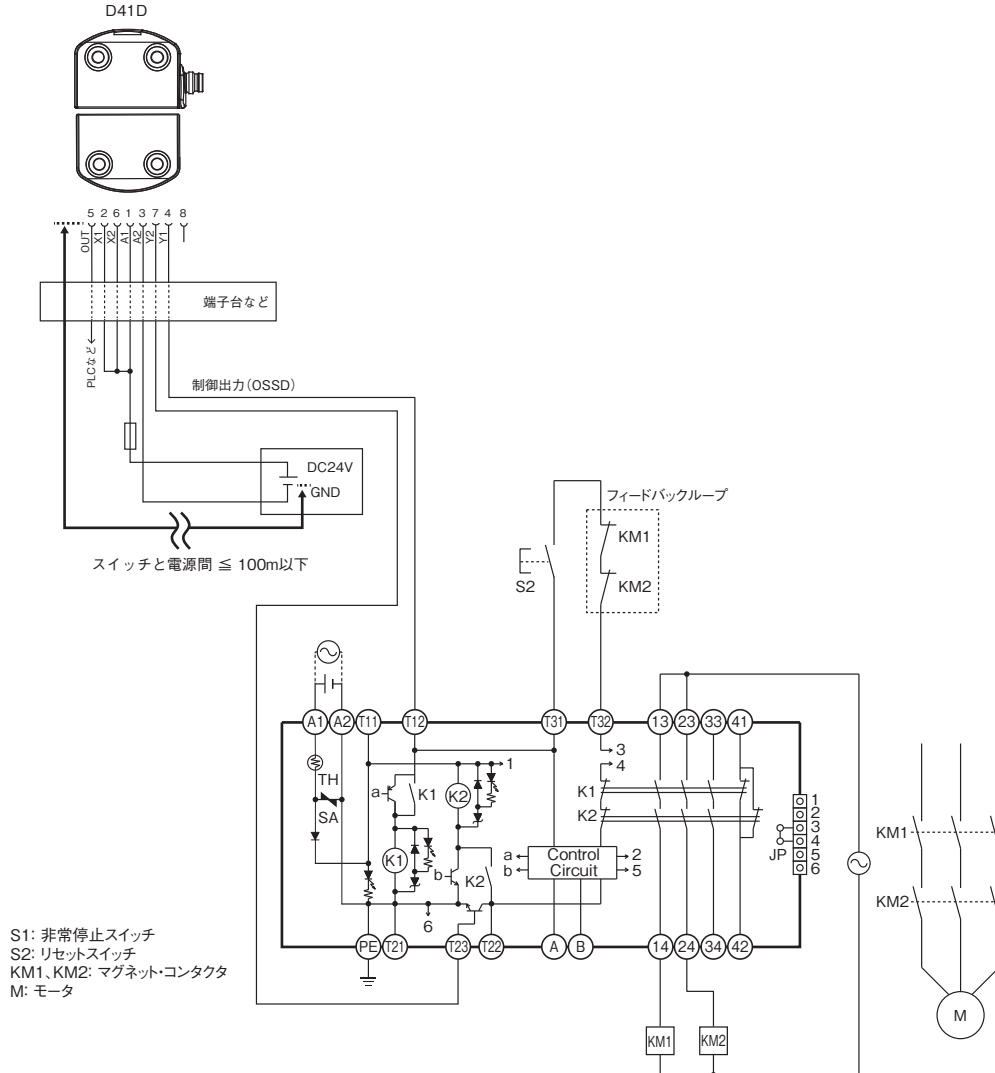 D41D
5 2 6 1 3 7 4 8
OUT
X1
X2
A1
A2
Y2
Y1
端子台など
PLCなど
制御出力(OSSD)
DC24V
GND
スイッチと電源間 ≦ 100m以下
フィードバックループ
KM1
KM2
S2
A1 A2 T11 T12 T31 T32 13 23 33 41
TH
SA
a
K1
K2
1
3
4
K1
K2
K1
b
K2
6
a
b
Control
Circuit
2
5
JP
1
2
3
4
5
6
PE T21 T23 T22 A B 14 24 34 42
KM1
KM2
KM1
KM2
M
S1: 非常停止スイッチ
S2: リセットスイッチ
KM1、KM2: マグネット・コンタクタ
M: モータ